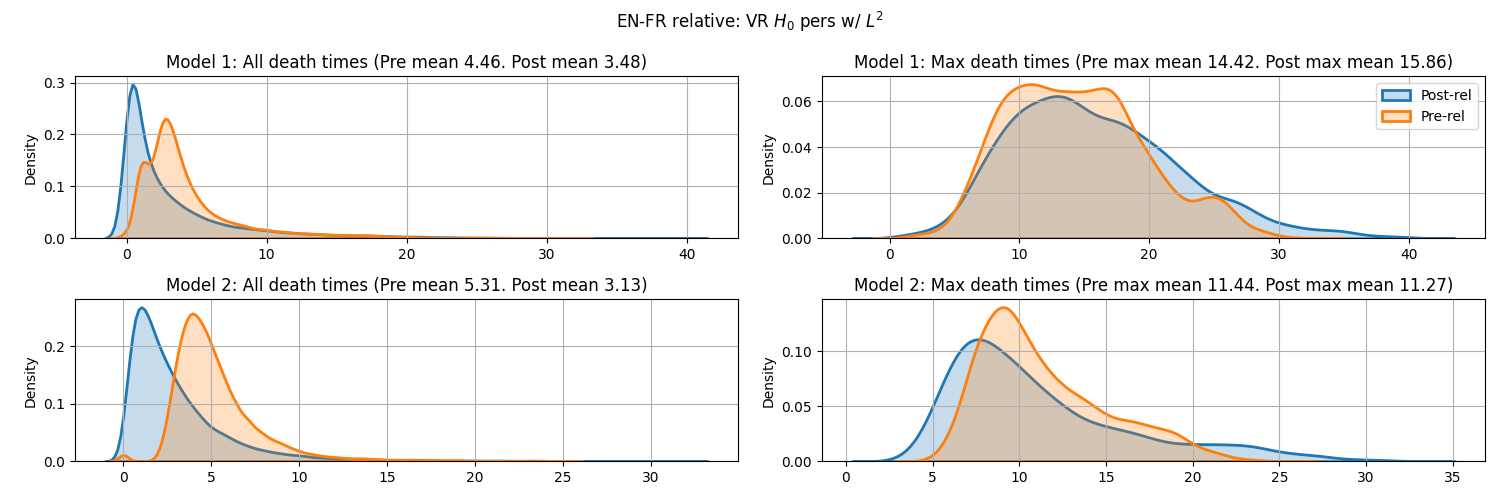 EN-FR relative: VR $H_0$ pers w/ $L^2$
Model 1: All death times (Pre mean 4.46. Post mean 3.48)
Density
0.3
0.2
0.1
0.0
0 10 20 30 40
Model 1: Max death times (Pre max mean 14.42. Post max mean 15.86)
Density
0.06
0.04
0.02
0.00
0 10 20 30 40
Post-rel
Pre-rel
Model 2: All death times (Pre mean 5.31. Post mean 3.13)
Density
0.2
0.1
0.0
0 5 10 15 20 25 30
Model 2: Max death times (Pre max mean 11.44. Post max mean 11.27)
Density
0.10
0.05
0.00
0 5 10 15 20 25 30 35